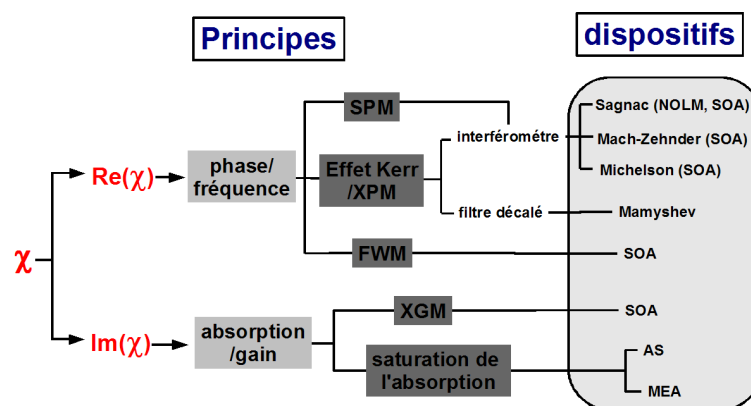 Principes
dispositifs
SPM
Sagnac (NOLM, SOA)
interféromètre
Mach-Zehnder (SOA)
Michelson (SOA)
Re(χ)
phase/
fréquence
Effet Kerr
/XPM
filtre décalé
Mamyshev
FWM
SOA
χ
XGM
SOA
Im(χ)
absorption
/gain
saturation de
l'absorption
AS
MEA